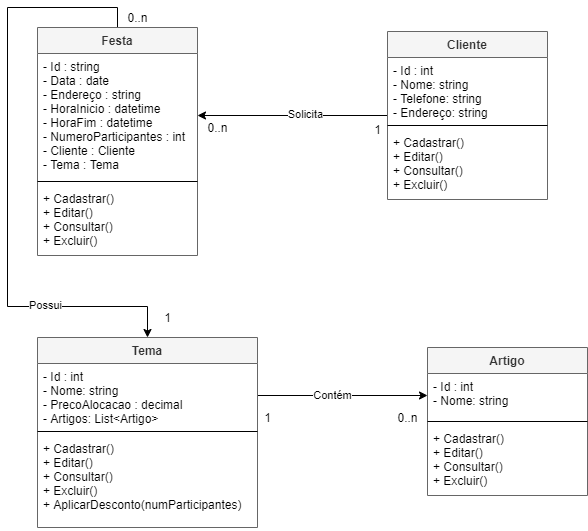 0..n
Festa
- Id : string
- Data : date
- Endereço : string
- HoraInicio : datetime
- HoraFim : datetime
- NumeroParticipantes : int
- Cliente : Cliente
- Tema : Tema
+ Cadastrar()
+ Editar()
+ Consultar()
+ Excluir()
Solicita
0..n
1
Cliente
- Id : int
- Nome: string
- Telefone: string
- Endereço: string
+ Cadastrar()
+ Editar()
+ Consultar()
+ Excluir()
Possui
1
Tema
- Id : int
- Nome: string
- PrecoAlocacao : decimal
- Artigos: List<Artigo>
+ Cadastrar()
+ Editar()
+ Consultar()
+ Excluir()
+ AplicarDesconto(numParticipantes)
Contém
1
0..n
Artigo
- Id : int
- Nome: string
+ Cadastrar()
+ Editar()
+ Consultar()
+ Excluir()